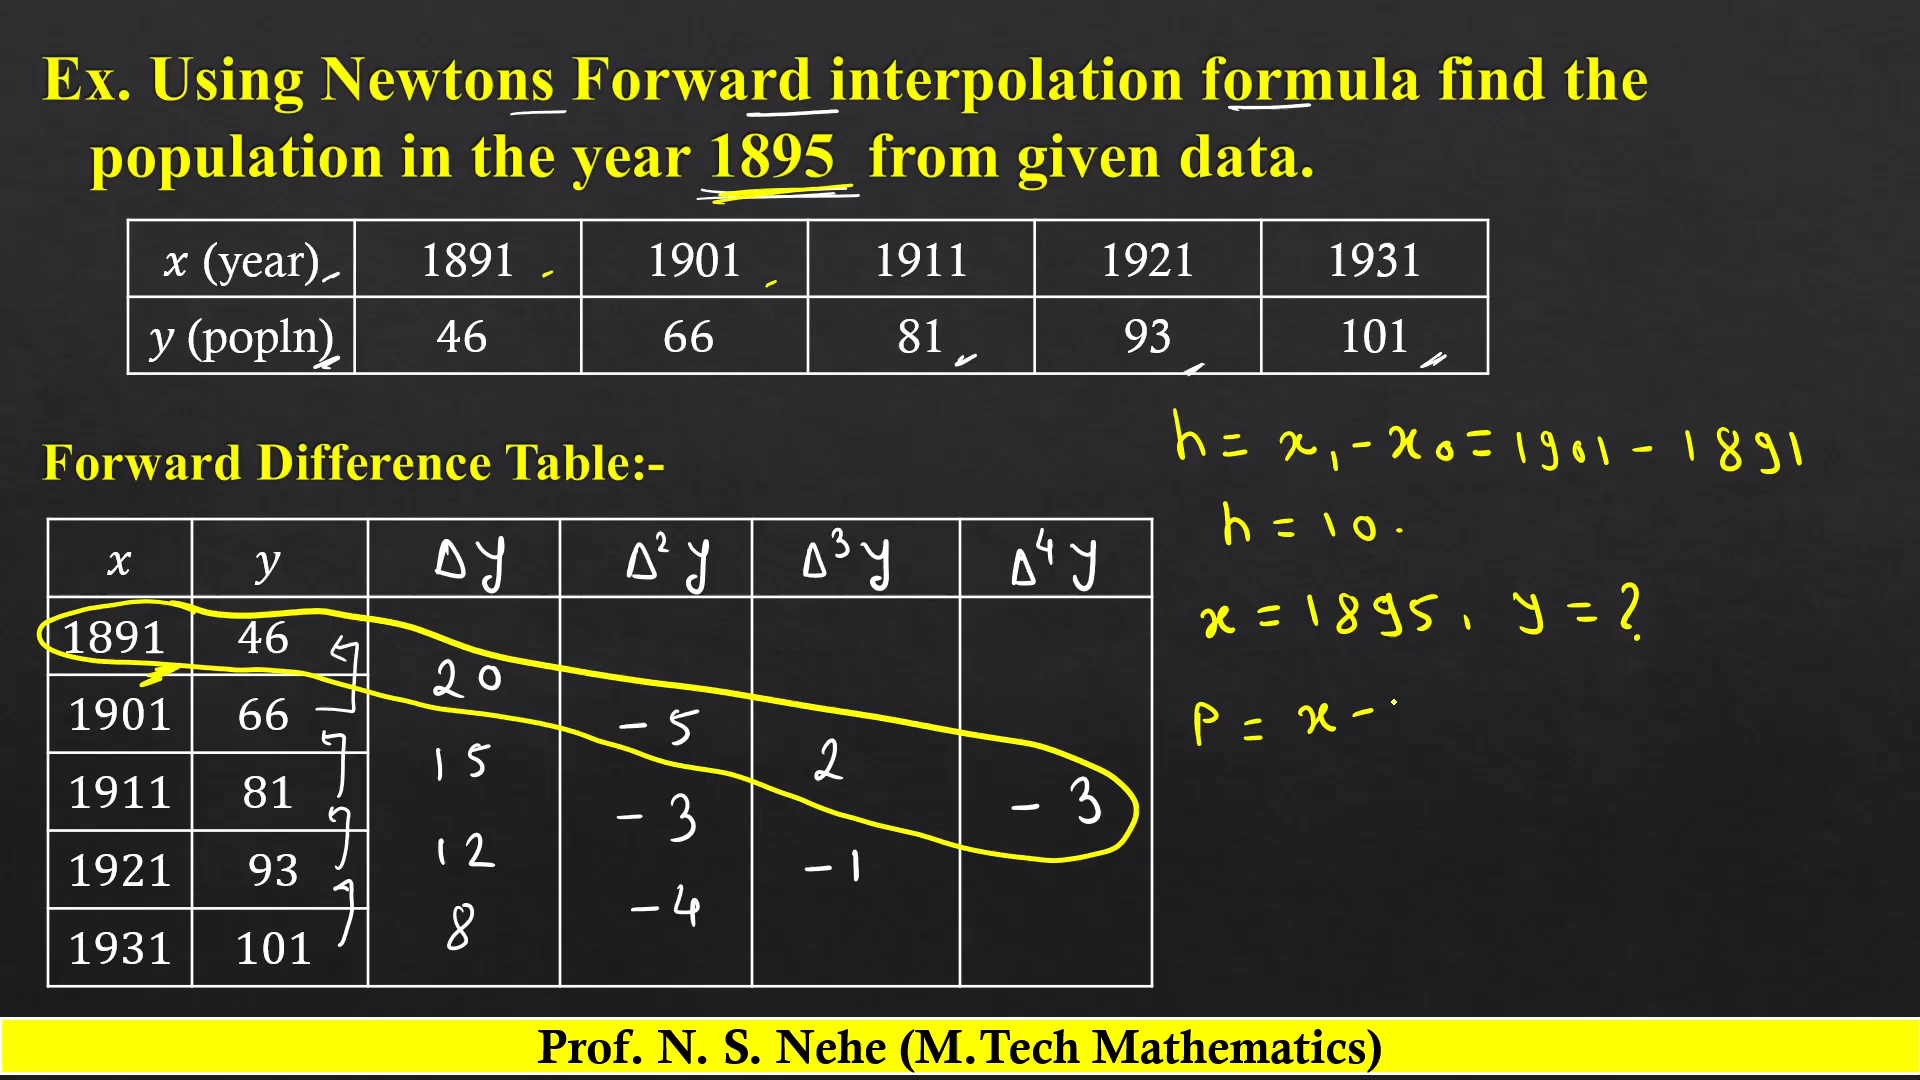 Ex. Using Newtons Forward interpolation formula find the
population in the year 1895 from given data.
x (year) 1891 1901 1911 1921 1931
y (popln) 46 66 81 93 101
h = x₁ - x₀ = 1901 - 1891
Forward Difference Table:-
h = 10.
x y Δy Δ²y Δ³y Δ⁴y
x = 1895, y = ?
1891 46
20
1901 66 -5
P = x -
15 2
1911 81 -3 -3
12 -1
1921 93 -4
8
1931 101
Prof. N. S. Nehe (M.Tech Mathematics)